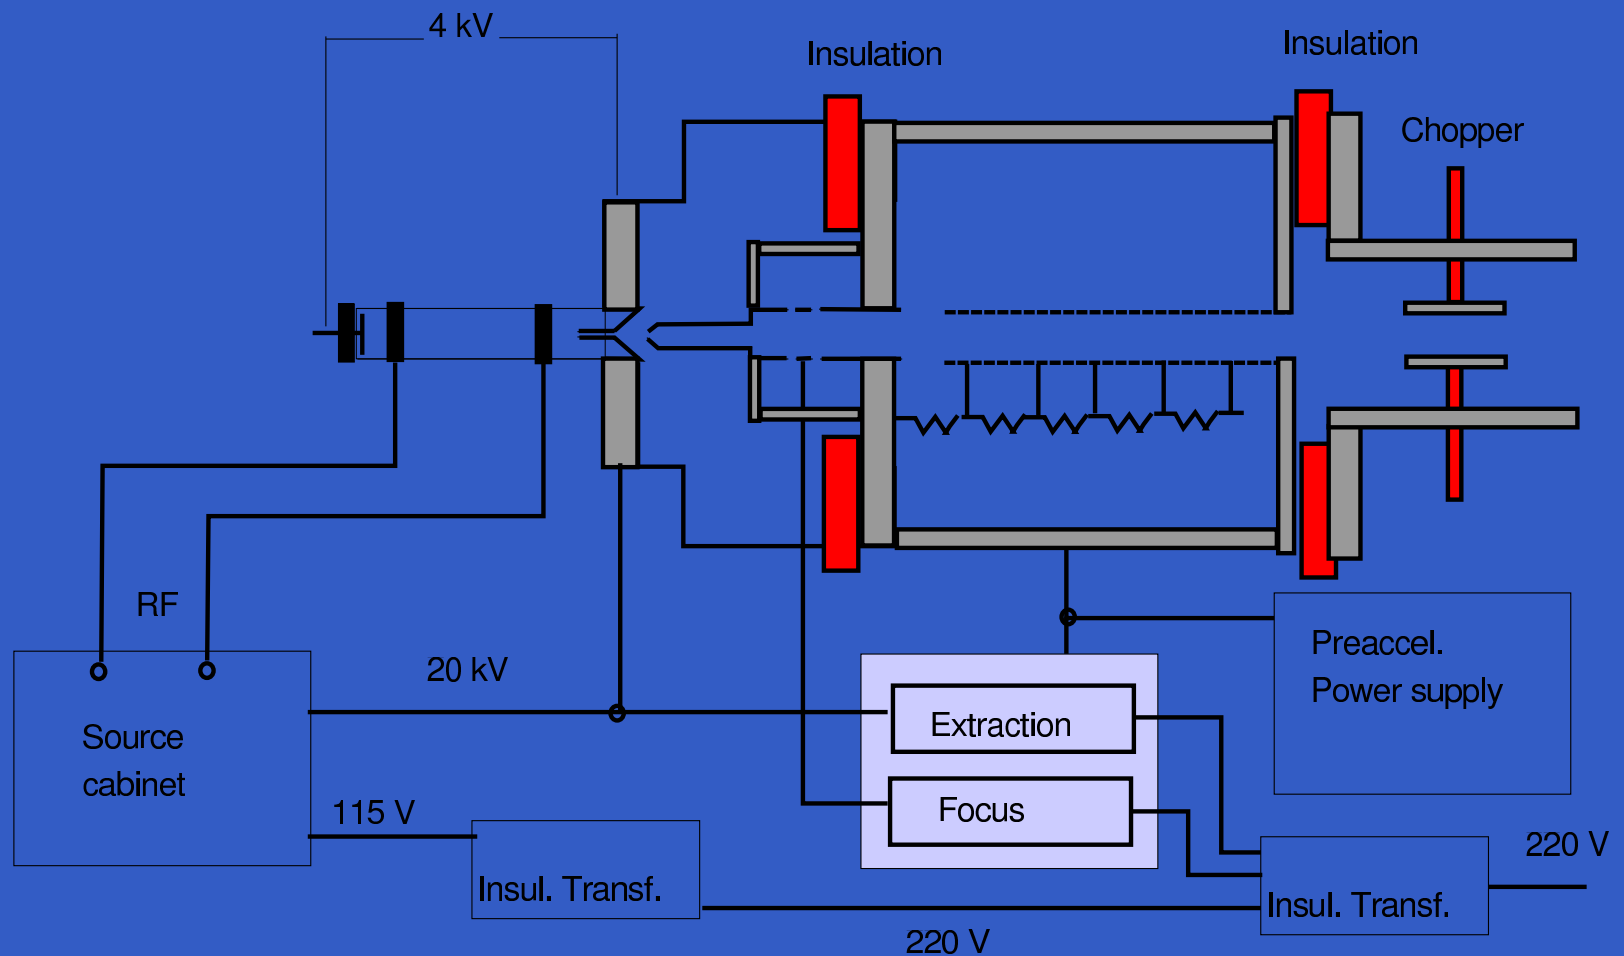 4 kV
Insulation
Insulation
Chopper
RF
20 kV
Preaccel.
Power supply
Source
cabinet
Extraction
115 V
Focus
220 V
Insul. Transf.
Insul. Transf.
220 V